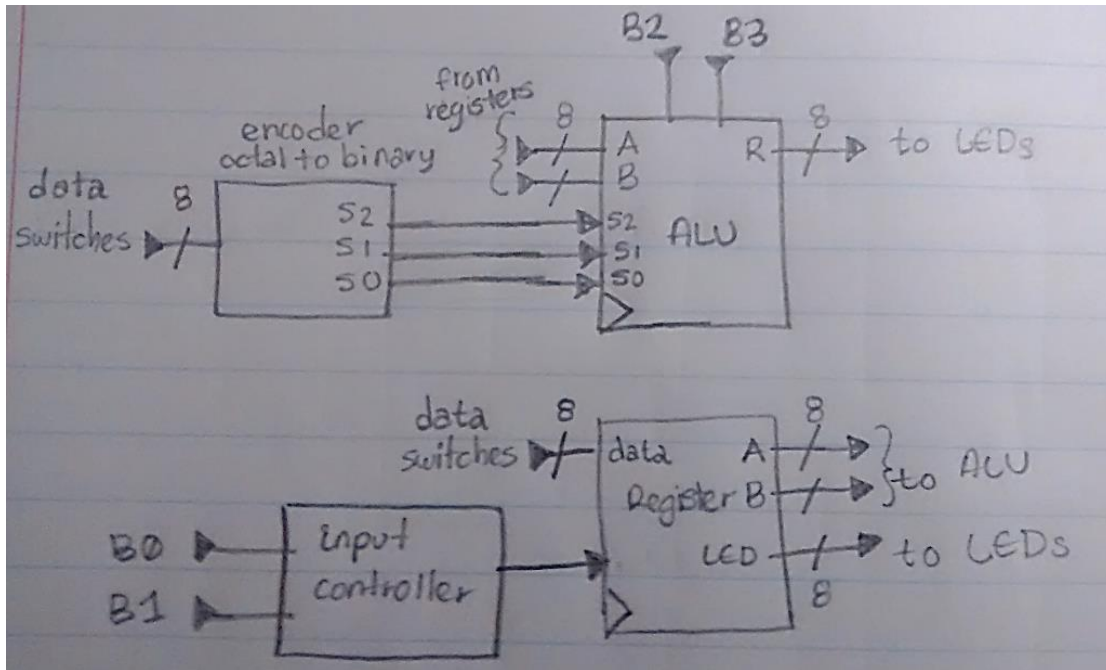 B2 B3
from
registers
8 8
encoder
octal to binary
A R to LEDs
B
data
switches
8
S2 S2
S1 S1 ALU
S0 S0
data
switches
8 8
data A
Register B to ALU
LED to LEDs
8
B0 input
controller
B1